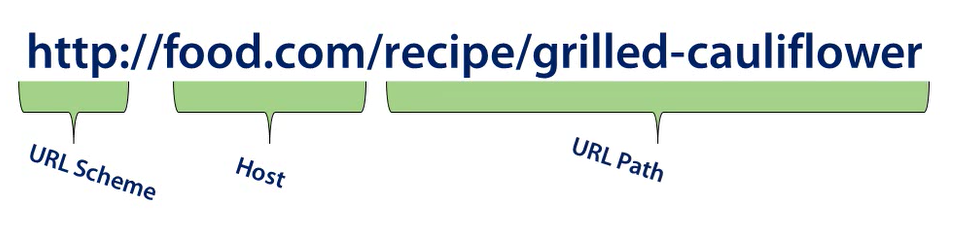 http://food.com/recipe/grilled-cauliflower
URL Scheme
Host
URL Path